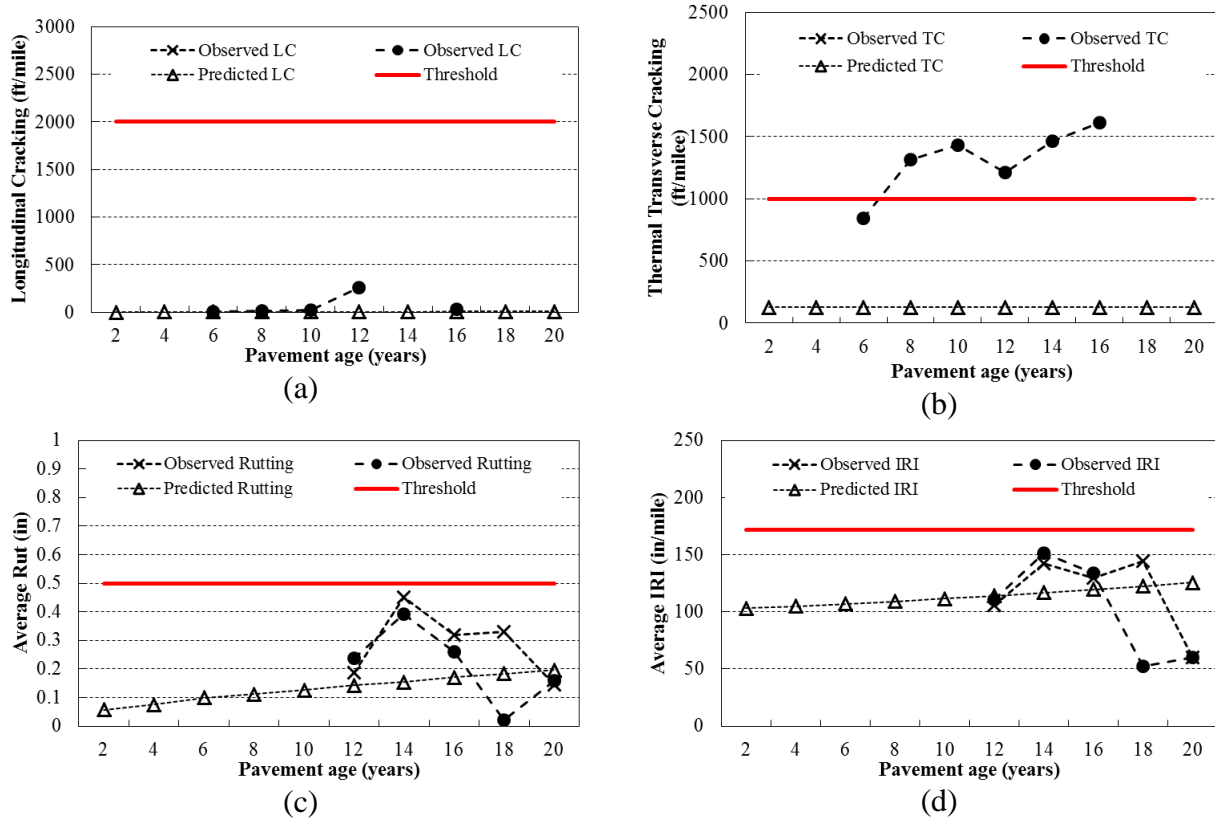 3000
2500
2000
1500
1000
500
0
Longitudinal Cracking (ft/mile)
Observed LC
Observed LC
Predicted LC
Threshold
2 4 6 8 10 12 14 16 18 20
Pavement age (years)
(a)
2500
2000
1500
1000
500
0
Thermal Transverse Cracking
(ft/milee)
Observed TC
Observed TC
Predicted TC
Threshold
2 4 6 8 10 12 14 16 18 20
Pavement age (years)
(b)
1
0.9
0.8
0.7
0.6
0.5
0.4
0.3
0.2
0.1
0
Average Rut (in)
Observed Rutting
Observed Rutting
Predicted Rutting
Threshold
2 4 6 8 10 12 14 16 18 20
Pavement age (years)
(c)
250
200
150
100
50
0
Average IRI (in/mile)
Observed IRI
Observed IRI
Predicted IRI
Threshold
2 4 6 8 10 12 14 16 18 20
Pavement age (years)
(d)